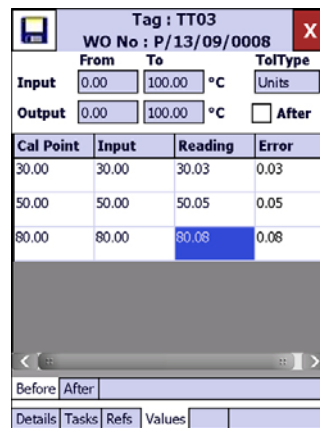 Tag : TT03
WO No : P/13/09/0008
X
From To TolType
Input 0.00 100.00 °C Units
Output 0.00 100.00 °C After
Cal Point Input Reading Error
30.00 30.00 30.03 0.03
50.00 50.00 50.05 0.05
80.00 80.00 80.08 0.08
Before After
Details Tasks Refs Values